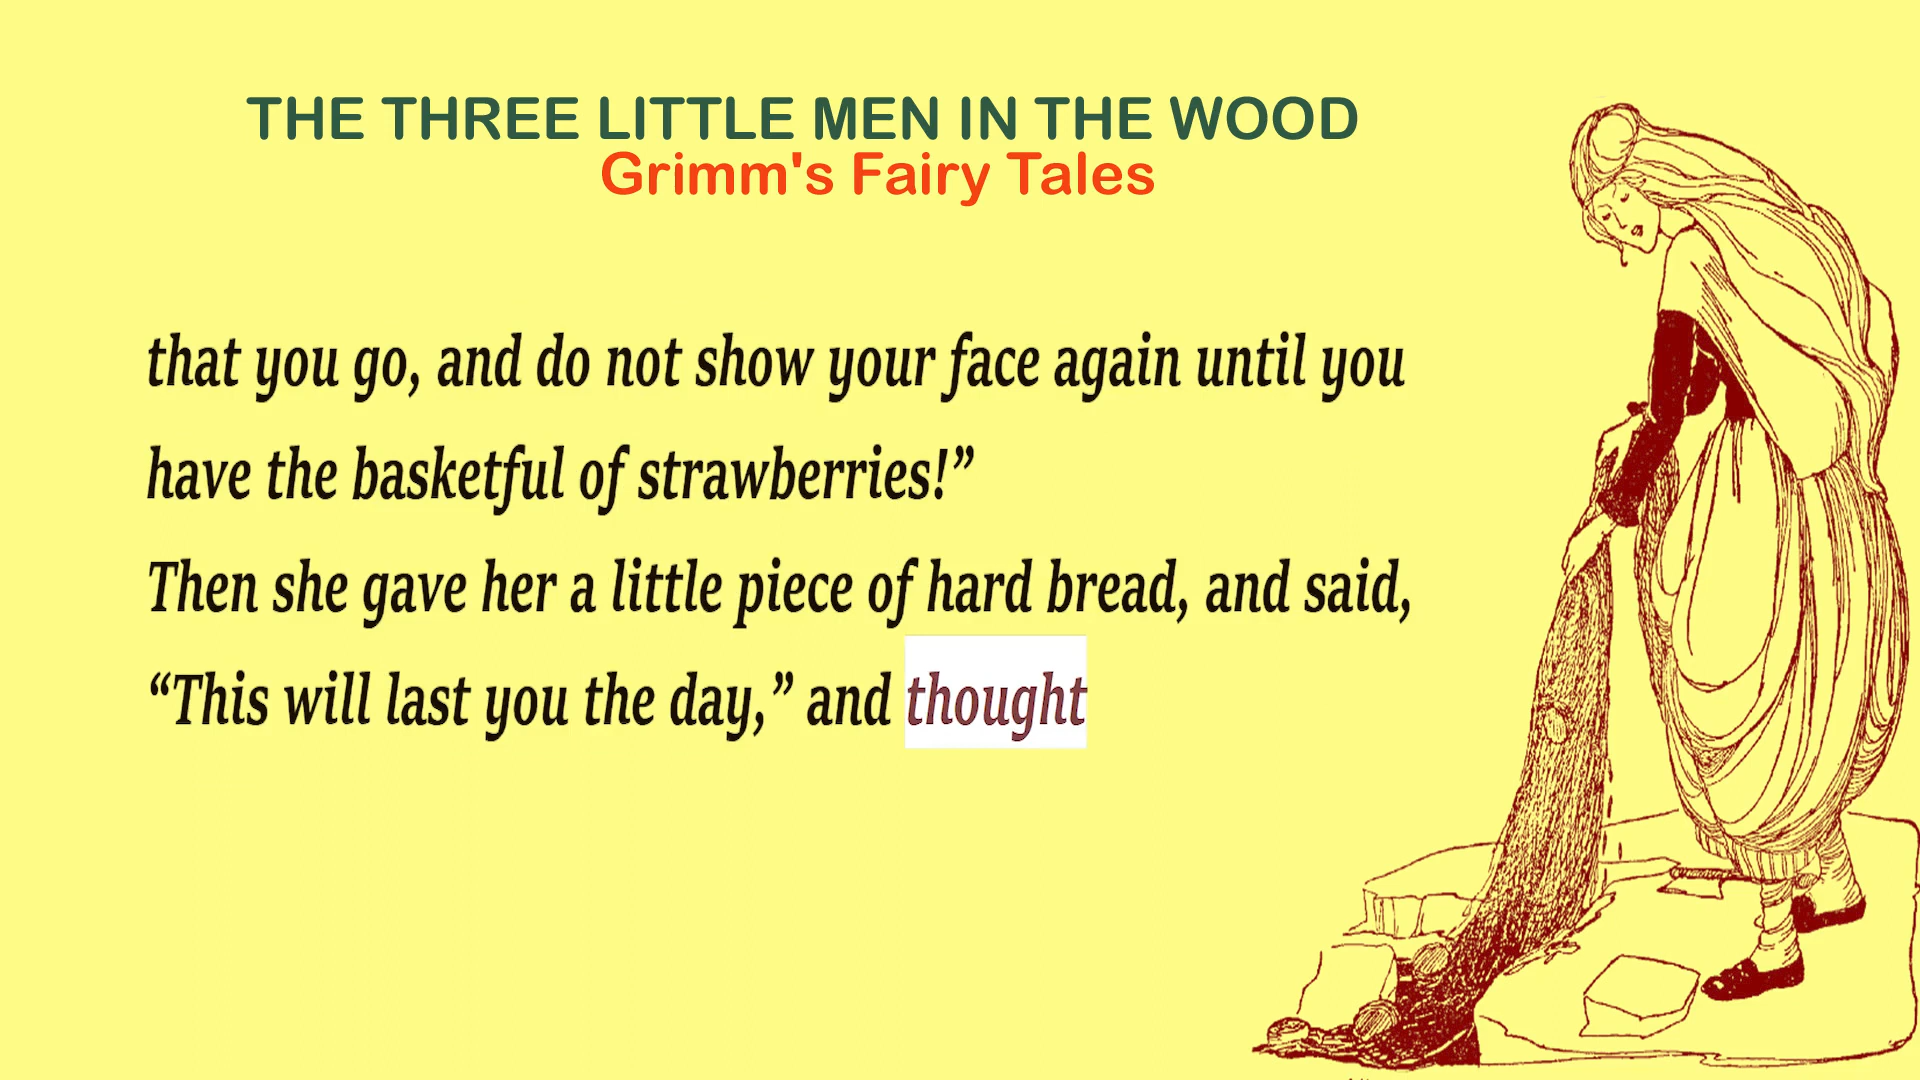 THE THREE LITTLE MEN IN THE WOOD
Grimm's Fairy Tales
that you go, and do not show your face again until you
have the basketful of strawberries!”
Then she gave her a little piece of hard bread, and said,
“This will last you the day,” and thought